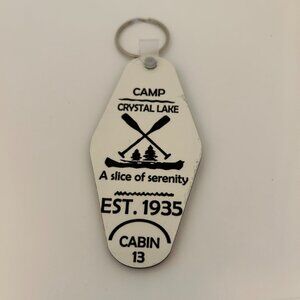 CAMP
CRYSTAL LAKE
A slice of serenity
EST. 1935
CABIN
13